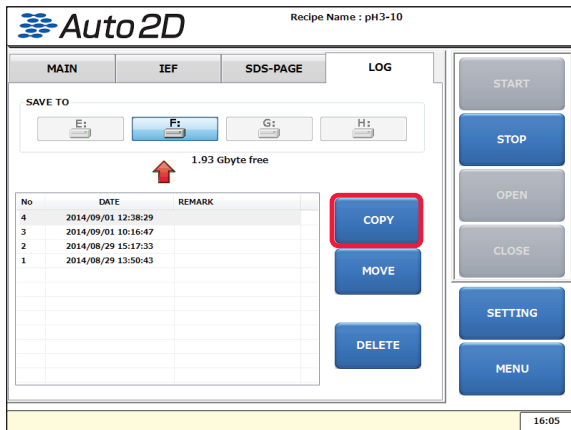 Auto2D
Recipe Name : pH3-10
MAIN IEF SDS-PAGE LOG
SAVE TO
E: F: G: H:
1.93 Gbyte free
No DATE REMARK
4 2014/09/01 12:38:29
3 2014/09/01 10:16:47
2 2014/08/29 15:17:33
1 2014/08/29 13:50:43
COPY
MOVE
DELETE
START
STOP
OPEN
CLOSE
SETTING
MENU
16:05